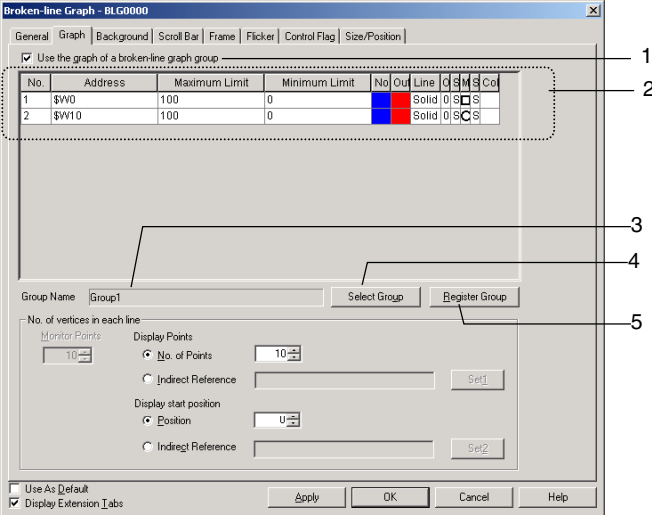 Broken-line Graph - BLG0000
General Graph Background Scroll Bar Frame Flicker Control Flag Size/Position
Use the graph of a broken-line graph group
1
No. Address Maximum Limit Minimum Limit No Out Line O S M S Col
2
1 $W0 100 0 Solid 0 S S
2 $W10 100 0 Solid 0 S S
3
4
Group Name Group1 Select Group Register Group
5
No. of vertices in each line
Monitor Points Display Points
10 No. of Points 10
Indirect Reference Set1
Display start position
Position
Indirect Reference Set2
Use As Default
Display Extension Tabs
Apply OK Cancel Help